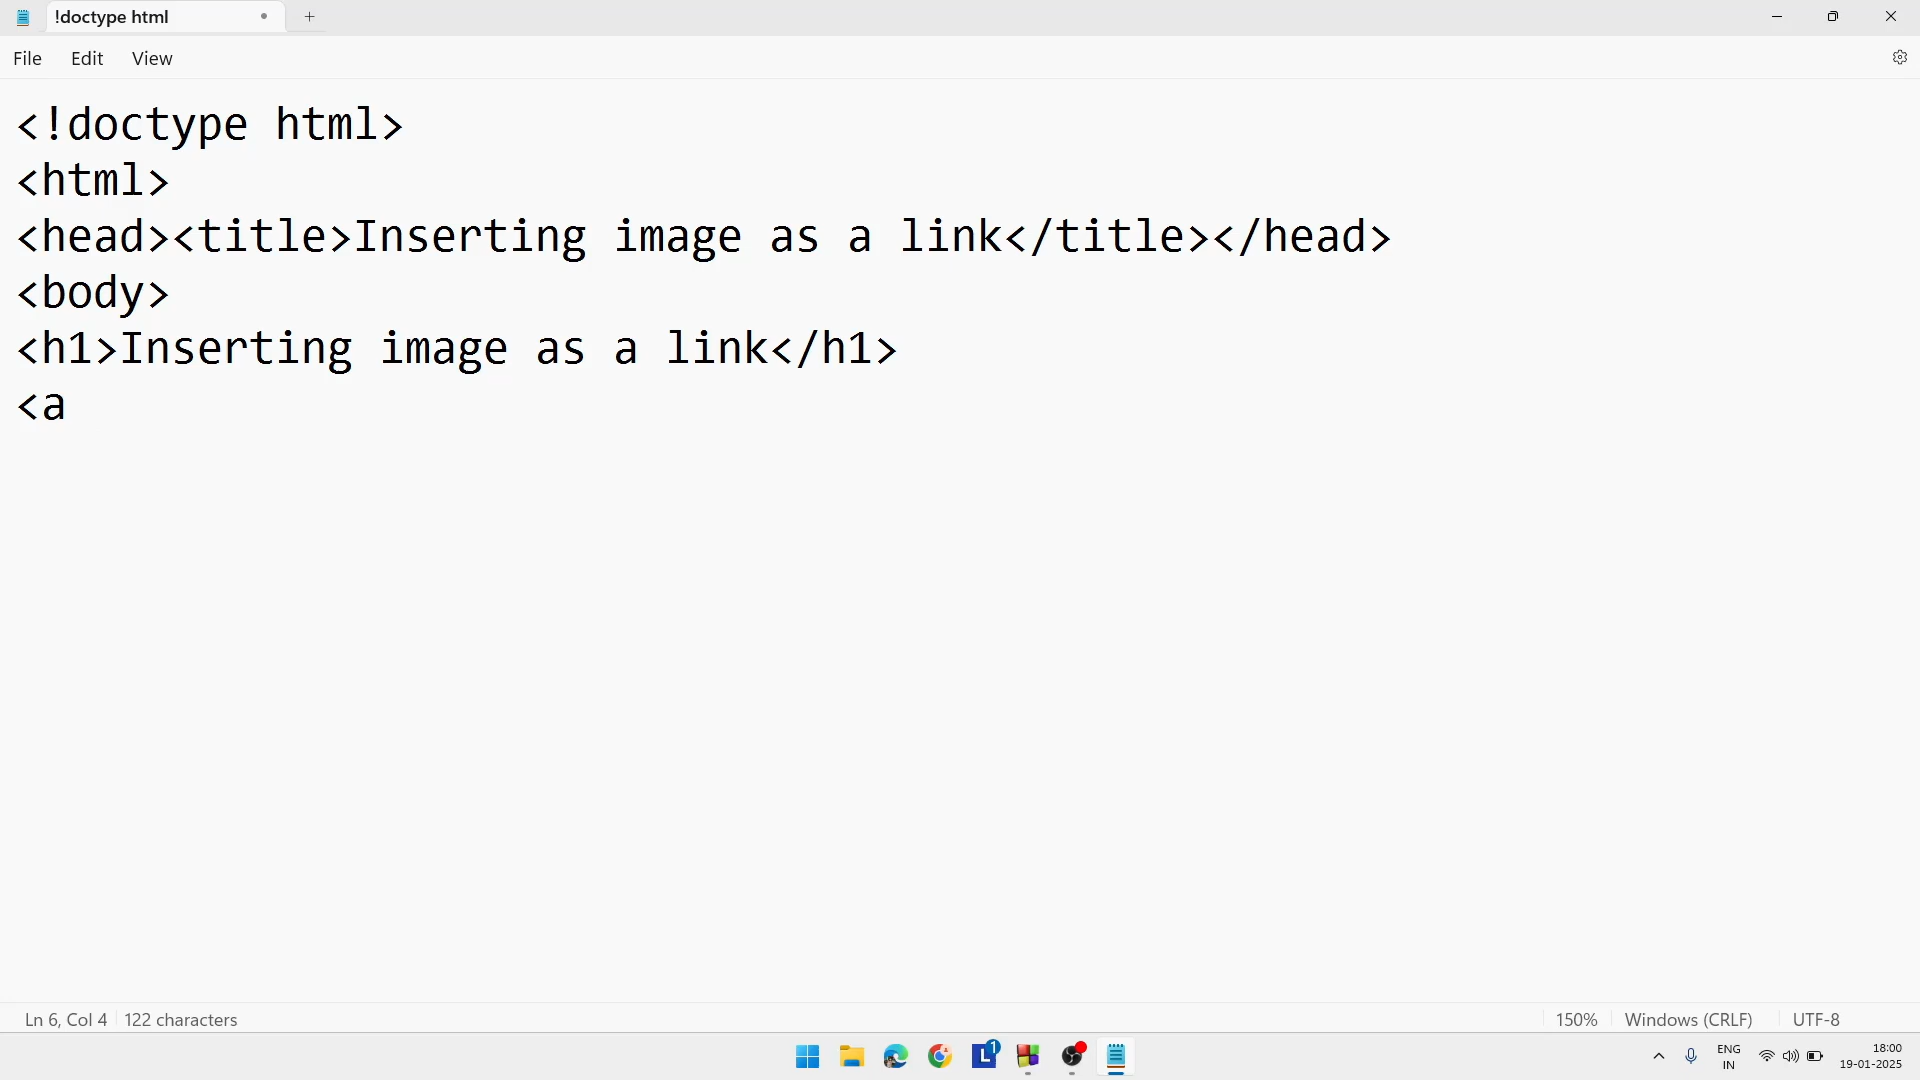 !doctype html
File Edit View
<!doctype html>
<html>
<head><title>Inserting image as a link</title></head>
<body>
<h1>Inserting image as a link</h1>
<a
Ln 6, Col 4 122 characters 150% Windows (CRLF) UTF-8
L 1 ENG IN 18:00 19-01-2025